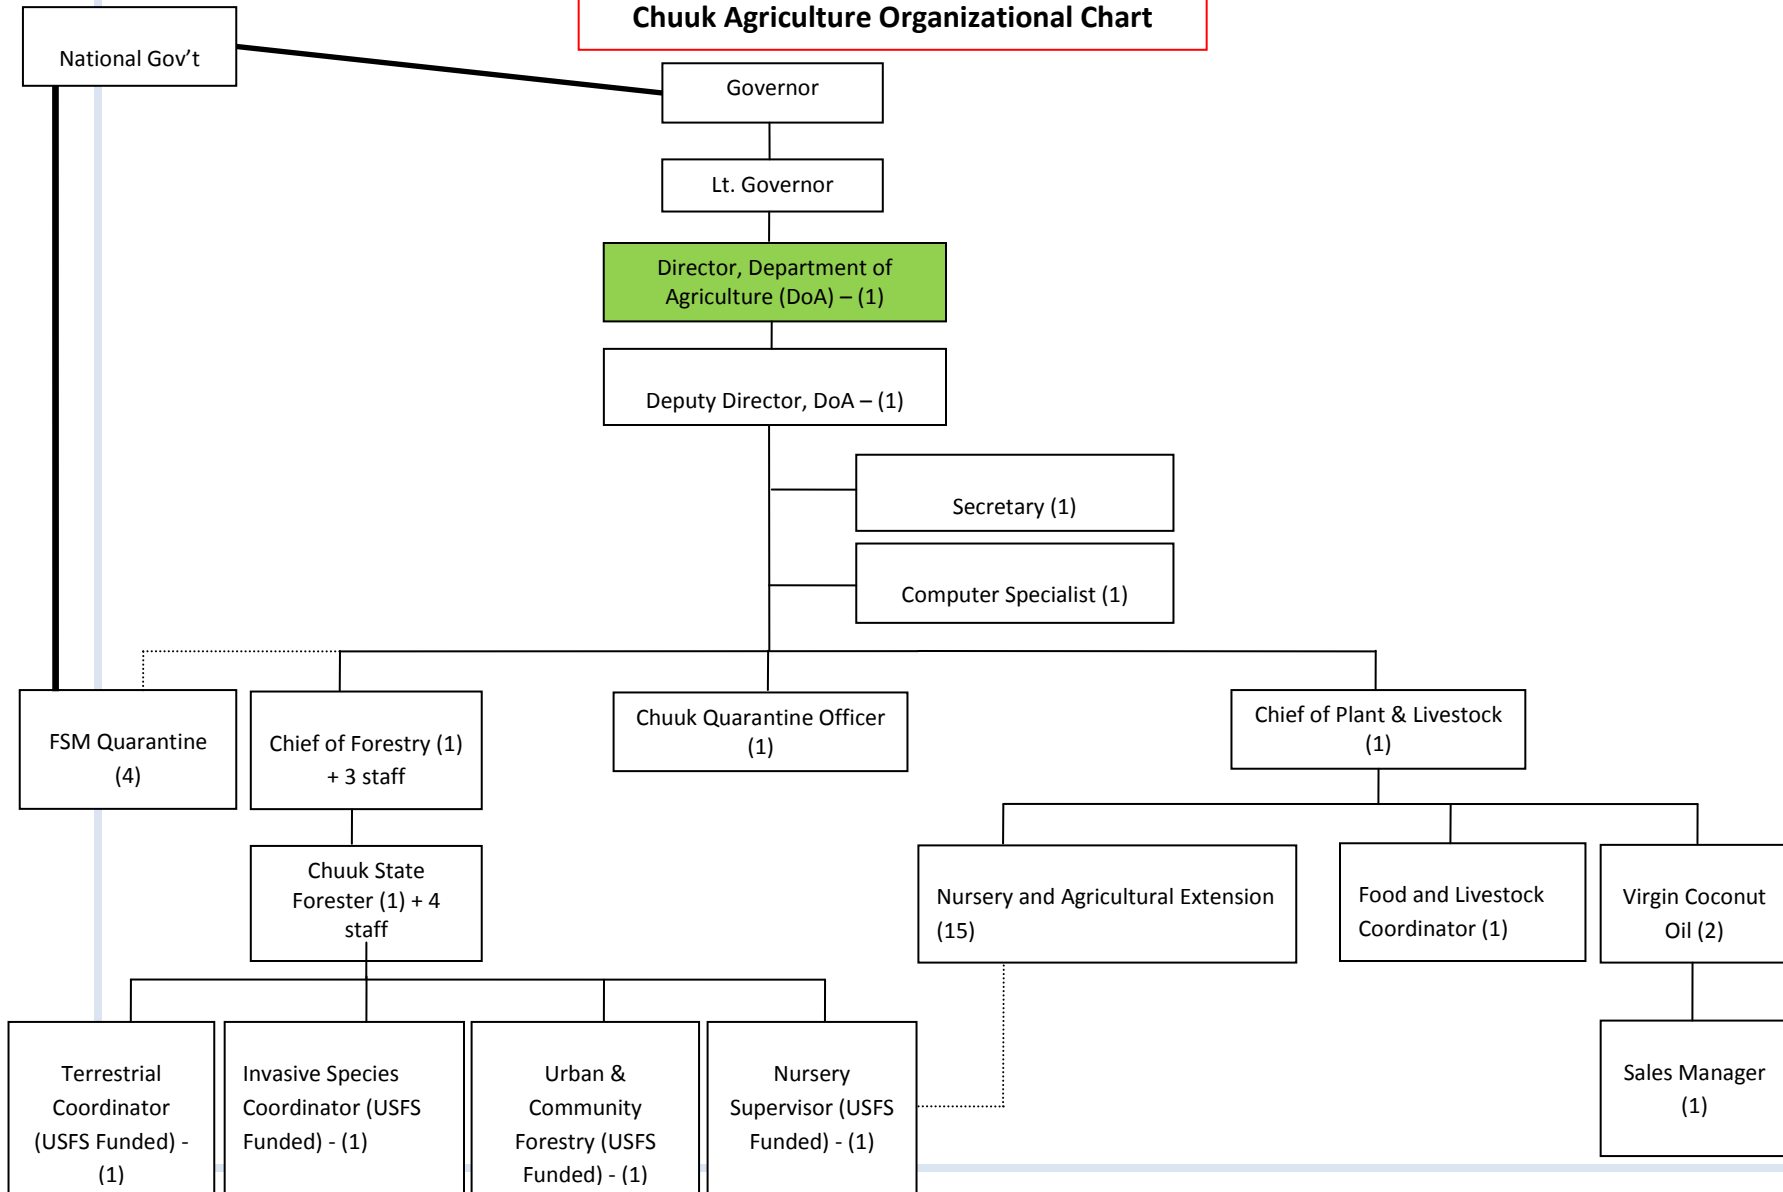 Chuuk Agriculture Organizational Chart
National Gov’t
Governor
Lt. Governor
Director, Department of
Agriculture (DoA) – (1)
Deputy Director, DoA – (1)
Secretary (1)
Computer Specialist (1)
FSM Quarantine
(4)
Chief of Forestry (1)
+ 3 staff
Chuuk Quarantine Officer
(1)
Chief of Plant & Livestock
(1)
Chuuk State
Forester (1) + 4
staff
Nursery and Agricultural Extension
(15)
Food and Livestock
Coordinator (1)
Virgin Coconut
Oil (2)
Terrestrial
Coordinator
(USFS Funded) -
(1)
Invasive Species
Coordinator (USFS
Funded) - (1)
Urban &
Community
Forestry (USFS
Funded) - (1)
Nursery
Supervisor (USFS
Funded) - (1)
Sales Manager
(1)